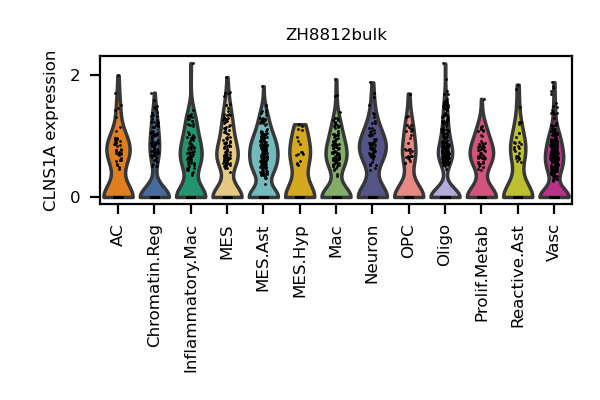 ZH8812bulk
CLNS1A expression
2
0
AC
Chromatin.Reg
Inflammatory.Mac
MES
MES.Ast
MES.Hyp
Mac
Neuron
OPC
Oligo
Prolif.Metab
Reactive.Ast
Vasc